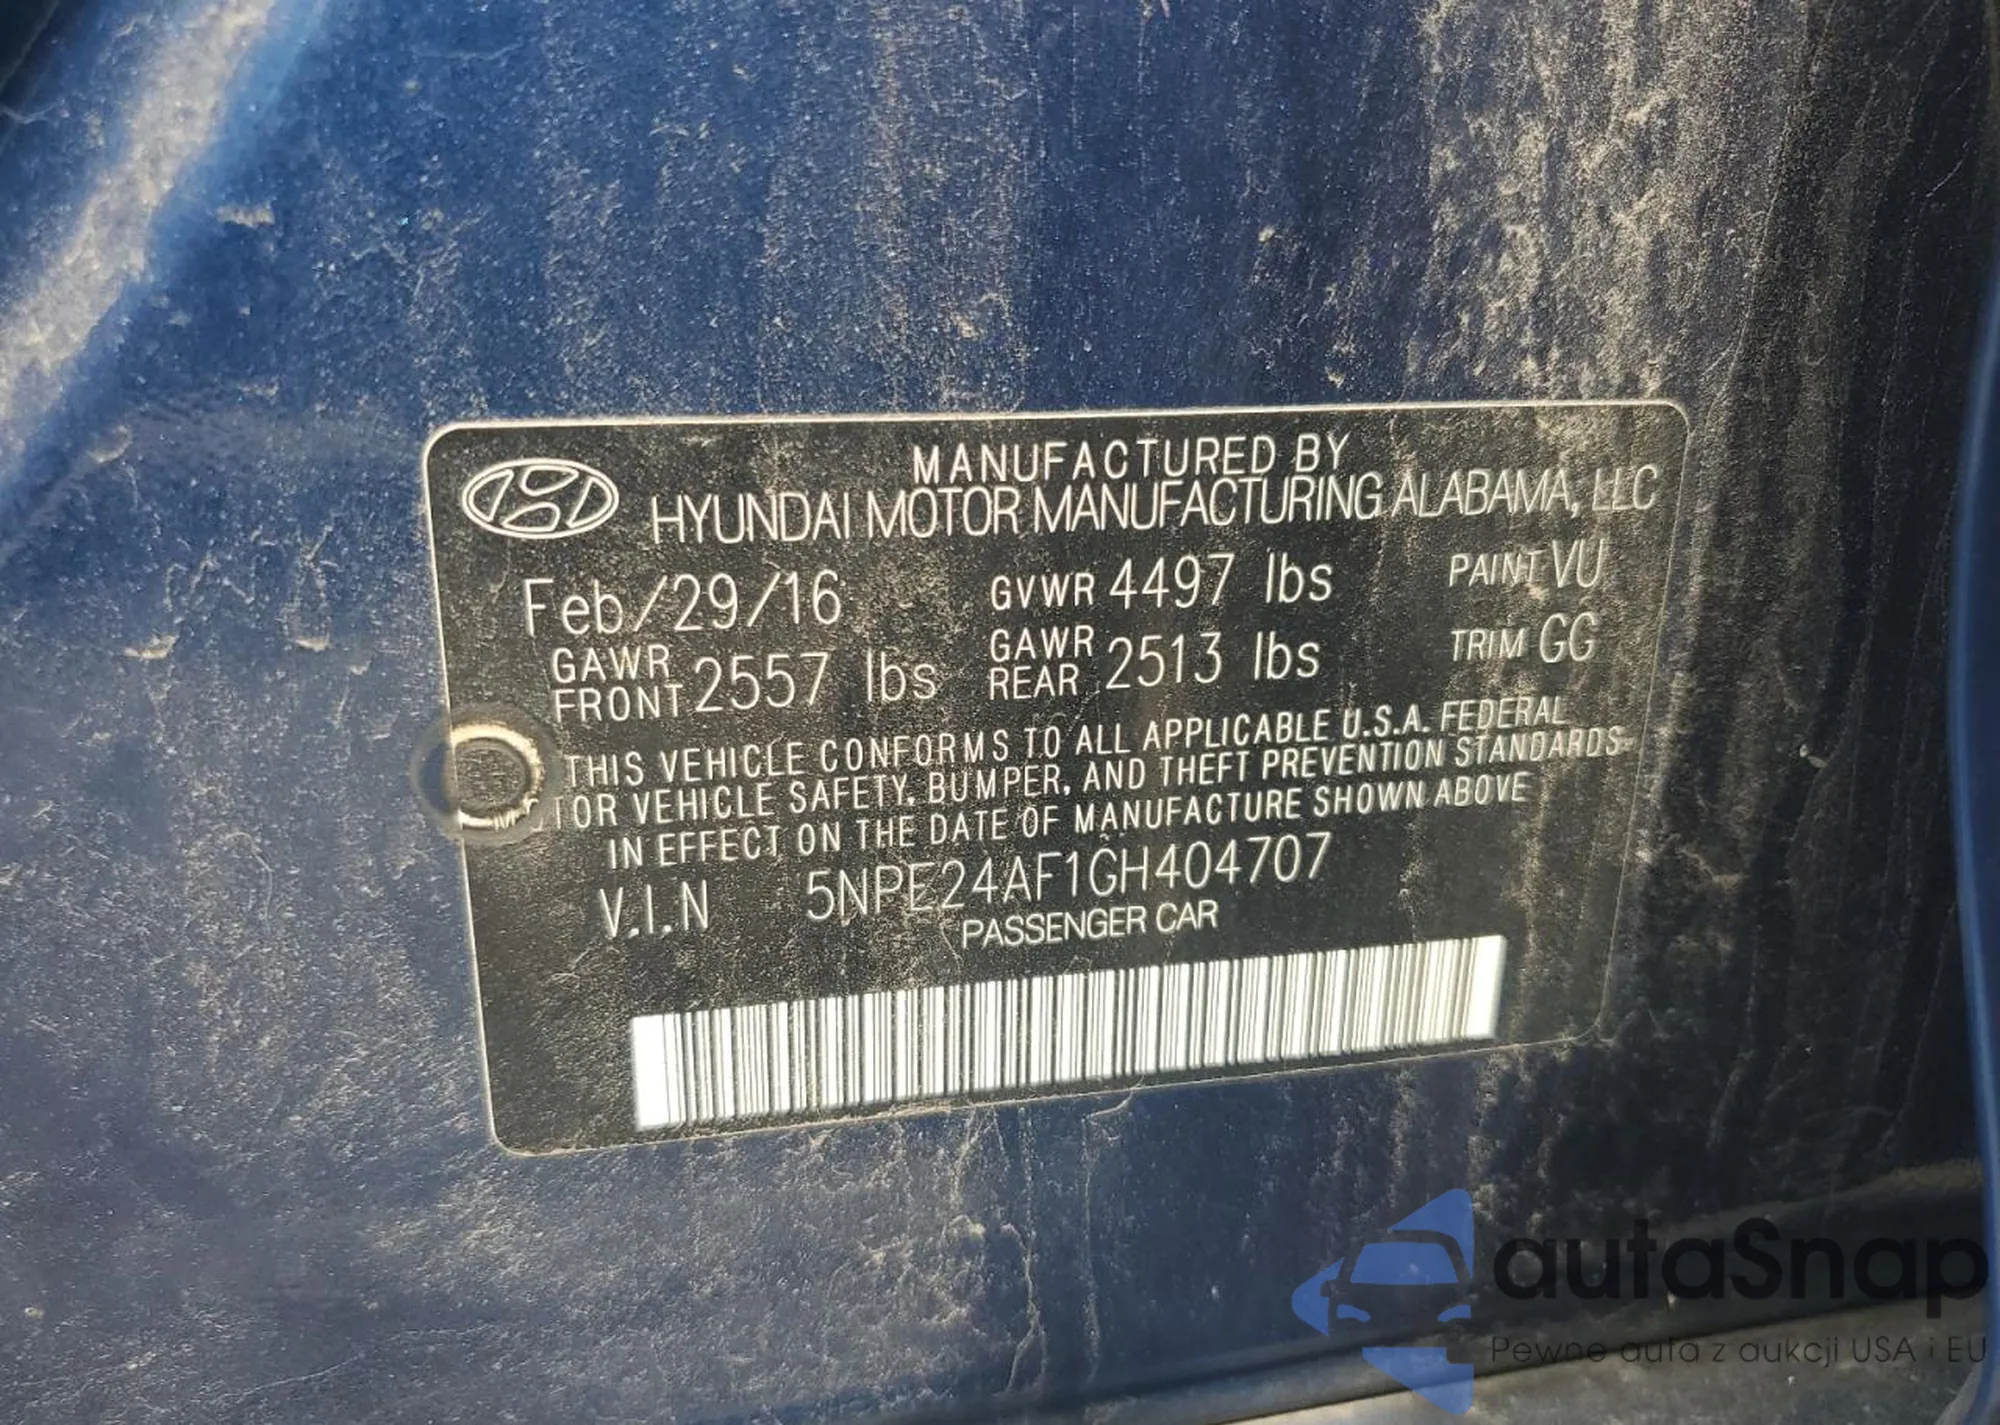 MANUFACTURED BY
HYUNDAI MOTOR MANUFACTURING ALABAMA, LLC
Feb/29/16 GVWR 4497 lbs PAINT VU
GAWR FRONT 2557 lbs GAWR REAR 2513 lbs TRIM GG
THIS VEHICLE CONFORMS TO ALL APPLICABLE U.S.A. FEDERAL
TOR VEHICLE SAFETY, BUMPER, AND THEFT PREVENTION STANDARDS
IN EFFECT ON THE DATE OF MANUFACTURE SHOWN ABOVE
V.I.N 5NPE24AF1GH404707
PASSENGER CAR
autaSnap
Pewne auta z aukcji USA i EU